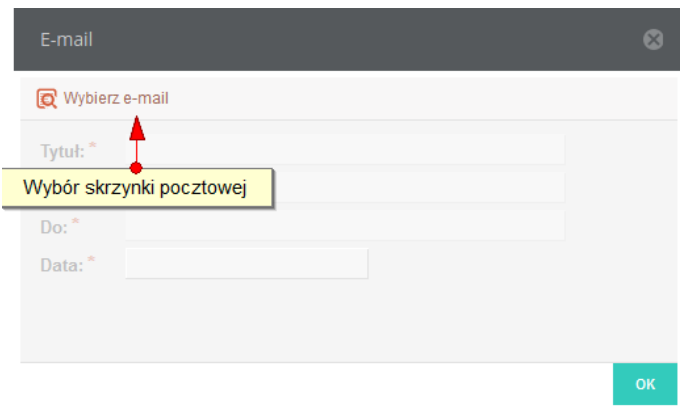 E-mail
Wybierz e-mail
Tytuł: *
Wybór skrzynki pocztowej
Do: *
Data: *
OK